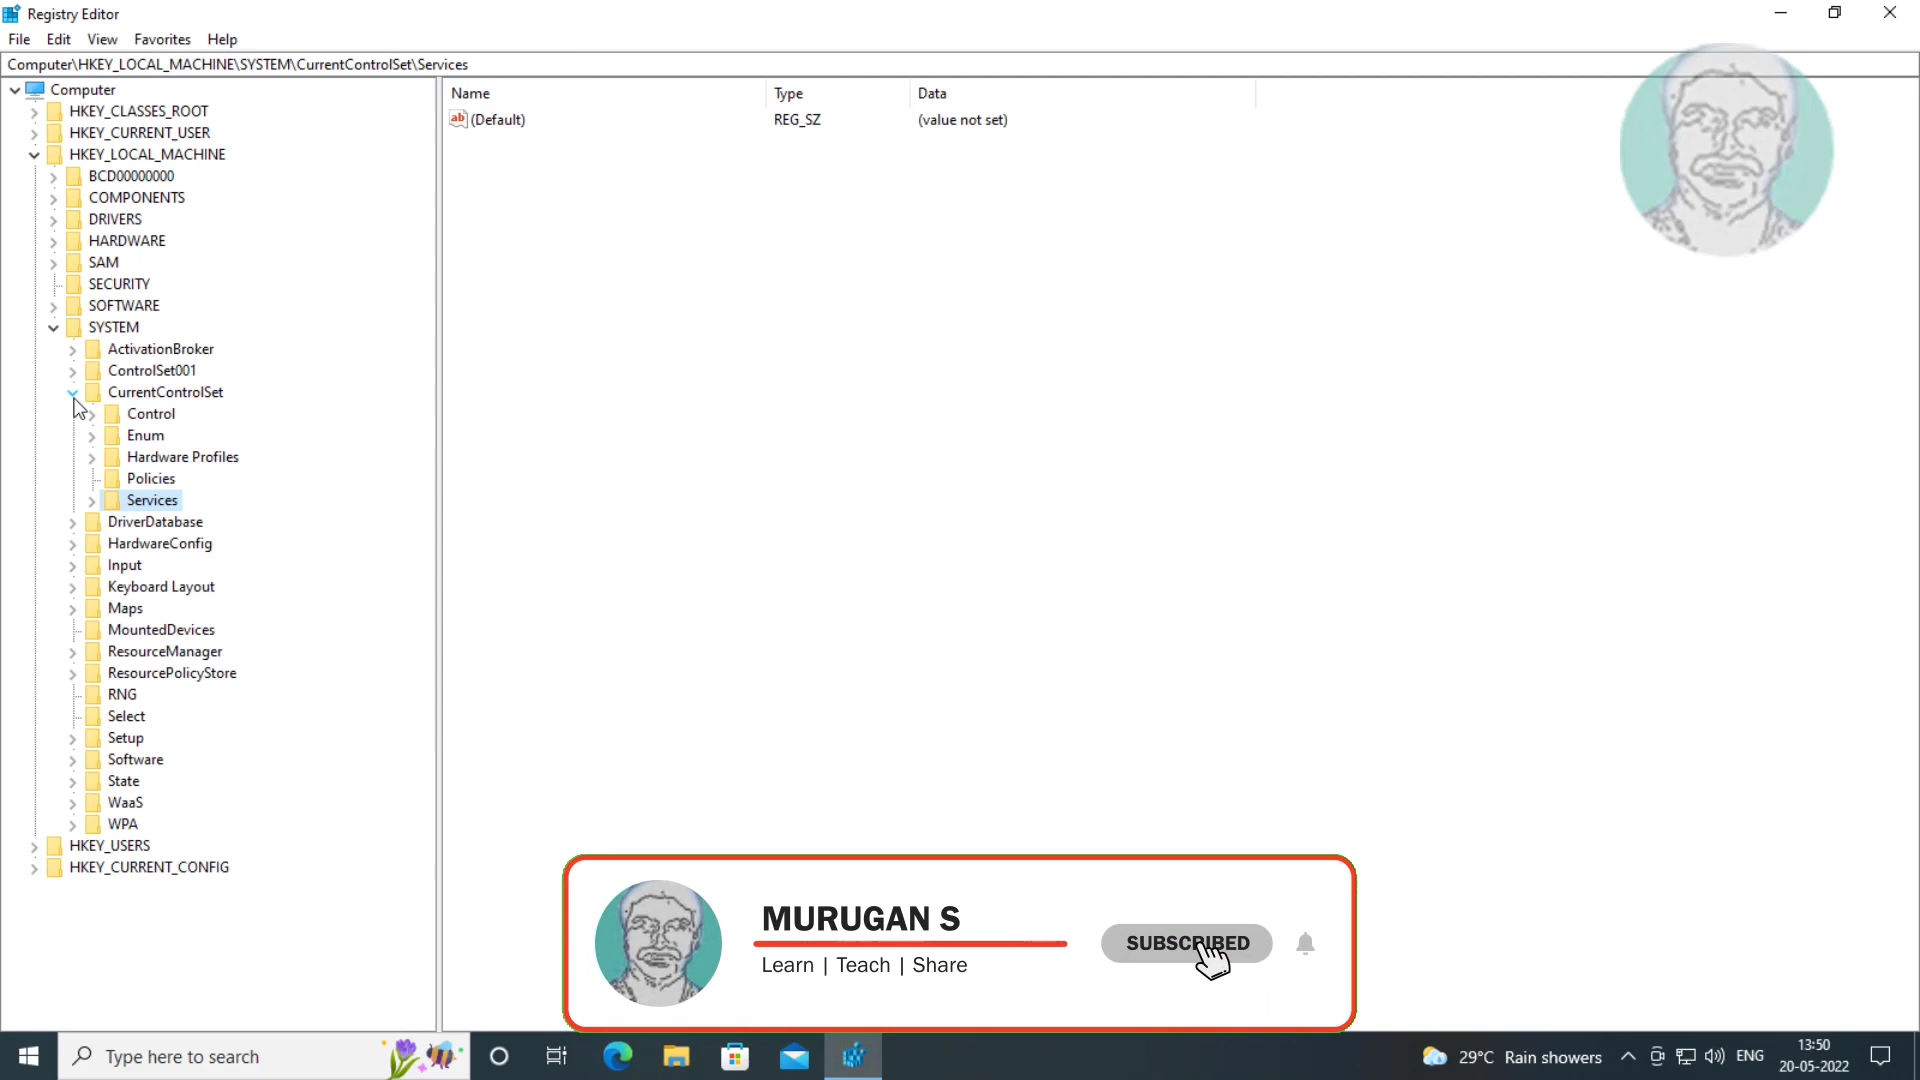 Registry Editor
File Edit View Favorites Help
Computer\HKEY_LOCAL_MACHINE\SYSTEM\CurrentControlSet\Services
Computer
HKEY_CLASSES_ROOT
HKEY_CURRENT_USER
HKEY_LOCAL_MACHINE
BCD00000000
COMPONENTS
DRIVERS
HARDWARE
SAM
SECURITY
SOFTWARE
SYSTEM
ActivationBroker
ControlSet001
CurrentControlSet
Control
Enum
Hardware Profiles
Policies
Services
DriverDatabase
HardwareConfig
Input
Keyboard Layout
Maps
MountedDevices
ResourceManager
ResourcePolicyStore
RNG
Select
Setup
Software
State
WaaS
WPA
HKEY_USERS
HKEY_CURRENT_CONFIG
Name Type Data
ab (Default) REG_SZ (value not set)
MURUGAN S
Learn | Teach | Share
SUBSCRIBED
Type here to search
29°C Rain showers
ENG
13:50
20-05-2022